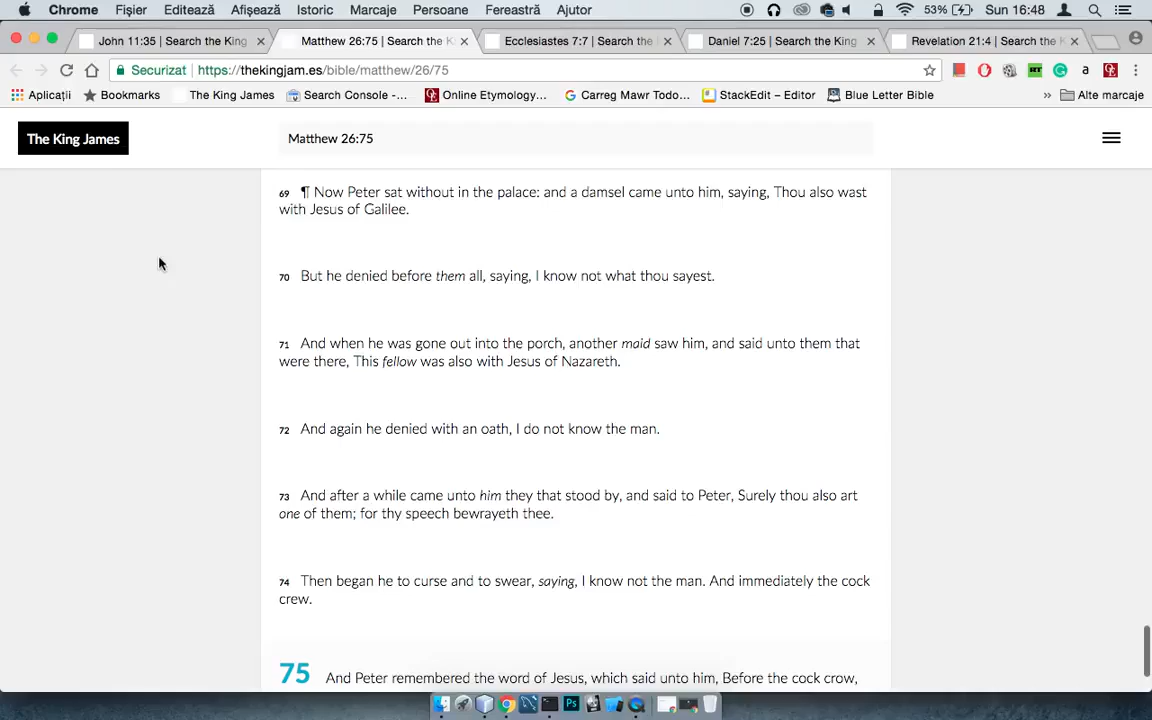 Chrome Fișier Editează Afișează Istoric Marcaje Persoane Fereastră Ajutor 53% Sun 16:48
John 11:35 | Search the King Matthew 26:75 | Search the K Ecclesiastes 7:7 | Search the K Daniel 7:25 | Search the King Revelation 21:4 | Search the K
Securizat https://thekingjam.es/bible/matthew/26/75
Aplicații Bookmarks The King James Search Console -... Online Etymology... Carreg Mawr Todo... StackEdit – Editor Blue Letter Bible » Alte marcaje
The King James Matthew 26:75
69 ¶ Now Peter sat without in the palace: and a damsel came unto him, saying, Thou also wast
with Jesus of Galilee.
70 But he denied before them all, saying, I know not what thou sayest.
71 And when he was gone out into the porch, another maid saw him, and said unto them that
were there, This fellow was also with Jesus of Nazareth.
72 And again he denied with an oath, I do not know the man.
73 And after a while came unto him they that stood by, and said to Peter, Surely thou also art
one of them; for thy speech bewrayeth thee.
74 Then began he to curse and to swear, saying, I know not the man. And immediately the cock
crew.
75 And Peter remembered the word of Jesus, which said unto him, Before the cock crow,
Ps